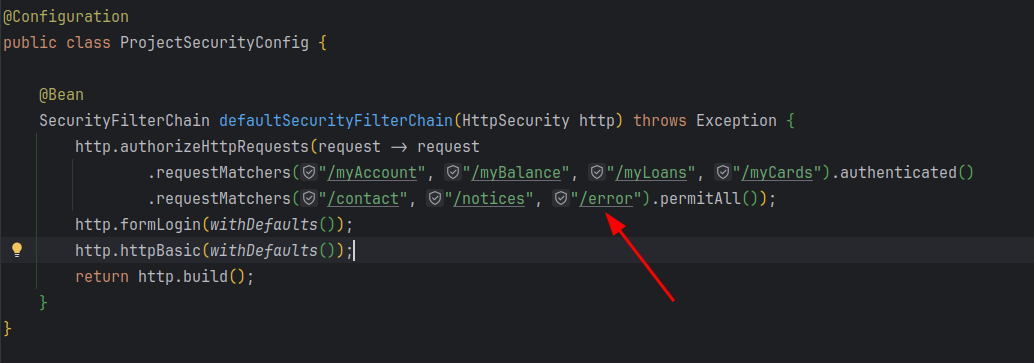 @Configuration
public class ProjectSecurityConfig {
@Bean
SecurityFilterChain defaultSecurityFilterChain(HttpSecurity http) throws Exception {
http.authorizeHttpRequests(request → request
.requestMatchers("/myAccount", "/myBalance", "/myLoans", "/myCards").authenticated()
.requestMatchers("/contact", "/notices", "/error").permitAll());
http.formLogin(withDefaults());
http.httpBasic(withDefaults());
return http.build();
}
}